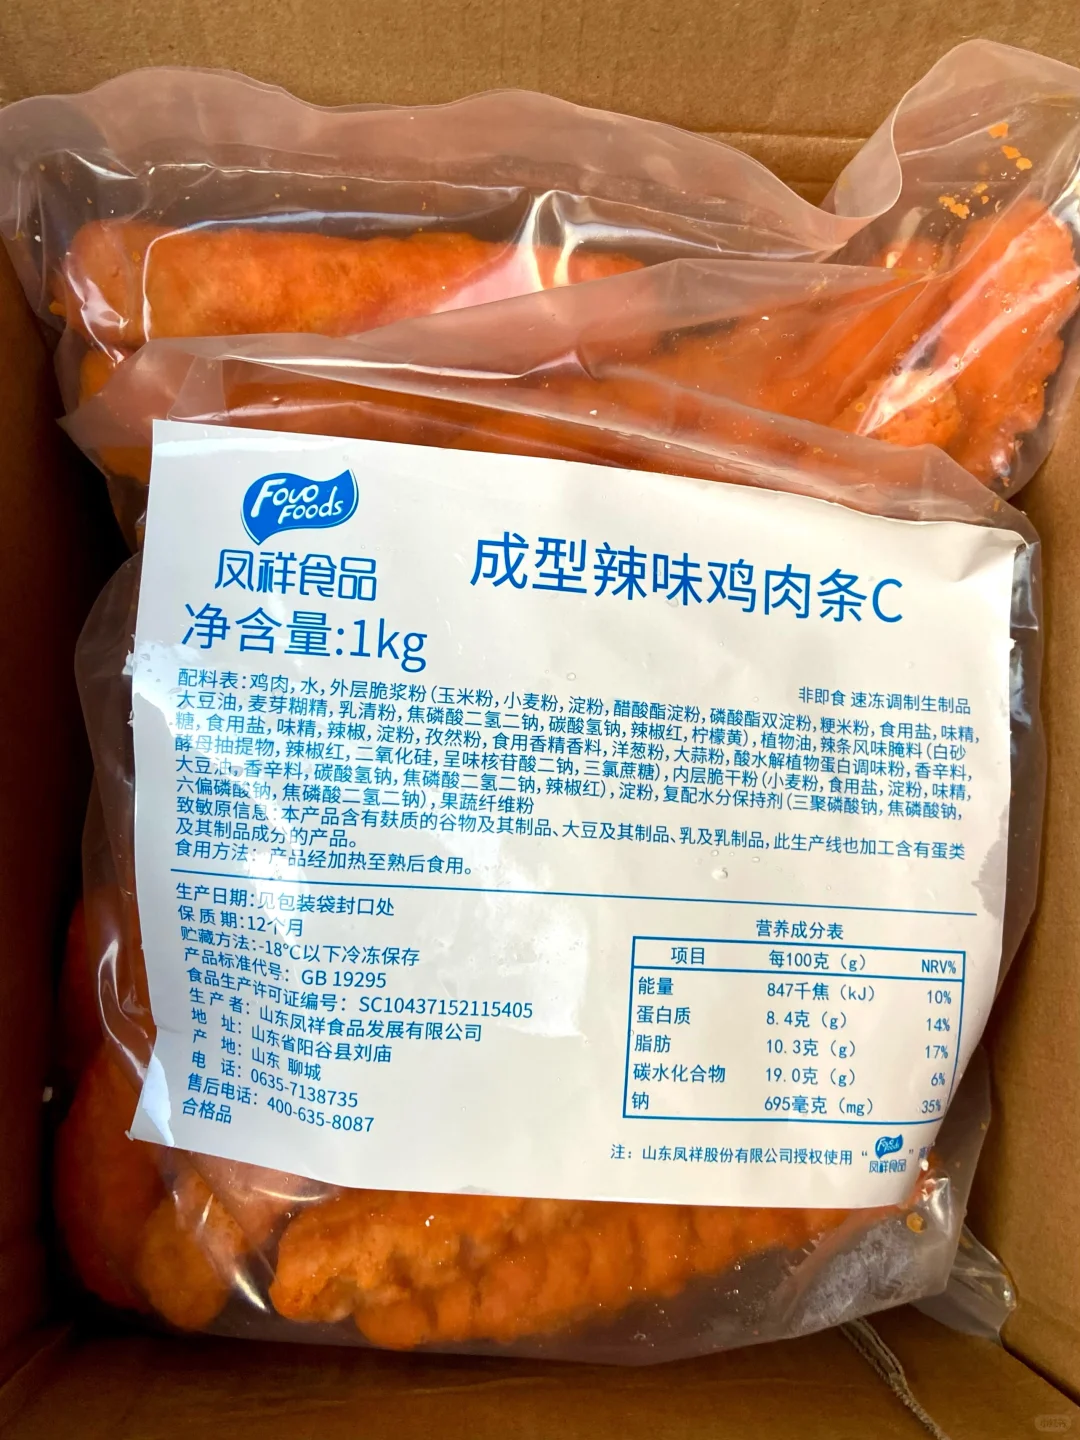 Fovo Foods
凤祥食品
成型辣味鸡肉条C
净含量:1kg
非即食 速冻调制生制品
配料表:鸡肉,水,外层脆浆粉(玉米粉,小麦粉,淀粉,醋酸酯淀粉,磷酸酯双淀粉,粳米粉,食用盐,味精,
大豆油,麦芽糊精,乳清粉,焦磷酸二氢二钠,碳酸氢钠,辣椒红,柠檬黄),植物油,辣条风味腌料(白砂
糖,食用盐,味精,辣椒,淀粉,孜然粉,食用香精香料,洋葱粉,大蒜粉,酸水解植物蛋白调味粉,香辛料,
酵母抽提物,辣椒红,二氧化硅,呈味核苷酸二钠,三氯蔗糖),内层脆干粉(小麦粉,食用盐,淀粉,味精,
大豆油,香辛料,碳酸氢钠,焦磷酸二氢二钠,辣椒红),淀粉,复配水分保持剂(三聚磷酸钠,焦磷酸钠,
六偏磷酸钠,焦磷酸二氢二钠),果蔬纤维粉
致敏原信息:本产品含有麸质的谷物及其制品、大豆及其制品、乳及乳制品,此生产线也加工含有蛋类
及其制品成分的产品。
食用方法:产品经加热至熟后食用。
生产日期:见包装袋封口处
保质期:12个月
贮藏方法:-18℃以下冷冻保存
产品标准代号: GB 19295
食品生产许可证编号: SC10437152115405
生产者:山东凤祥食品发展有限公司
地 址:山东省阳谷县刘庙
产 地:山东 聊城
电 话:0635-7138735
售后电话:400-635-8087
合格品
营养成分表
项目 每100克(g) NRV%
能量 847千焦(kJ) 10%
蛋白质 8.4克(g) 14%
脂肪 10.3克(g) 17%
碳水化合物 19.0克(g) 6%
钠 695毫克(mg) 35%
注: 山东凤祥股份有限公司授权使用“Fovo Foods 凤祥食品”